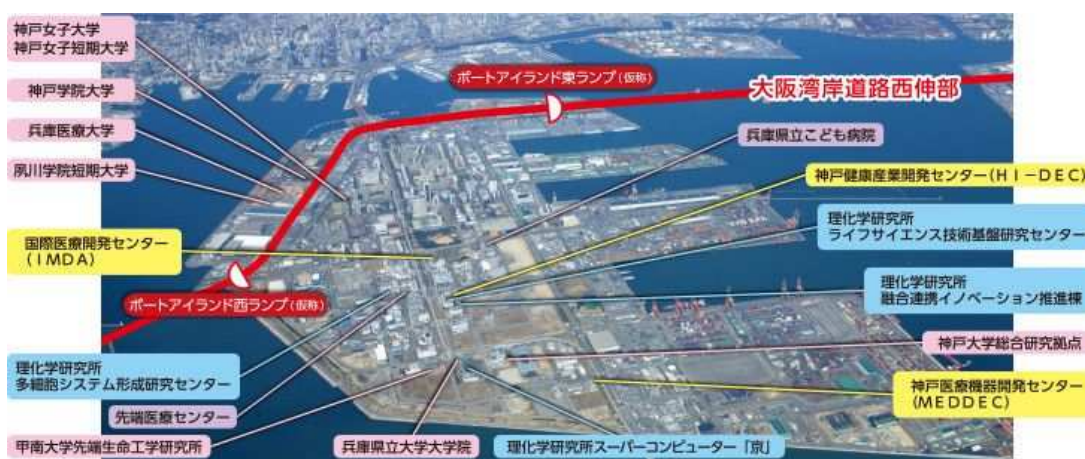 神戸女子大学
神戸女子短期大学
神戸学院大学
兵庫医療大学
夙川学院短期大学
国際医療開発センター
(IMDA)
ポートアイランド西ランプ(仮称)
理化学研究所
多細胞システム形成研究センター
先端医療センター
甲南大学先端生命工学研究所
兵庫県立大学大学院
理化学研究所スーパーコンピューター「京」
ポートアイランド東ランプ(仮称)
大阪湾岸道路西伸部
兵庫県立こども病院
神戸健康産業開発センター(HI-DEC)
理化学研究所
ライフサイエンス技術基盤研究センター
理化学研究所
融合連携イノベーション推進棟
神戸大学総合研究拠点
神戸医療機器開発センター
(MEDDEC)